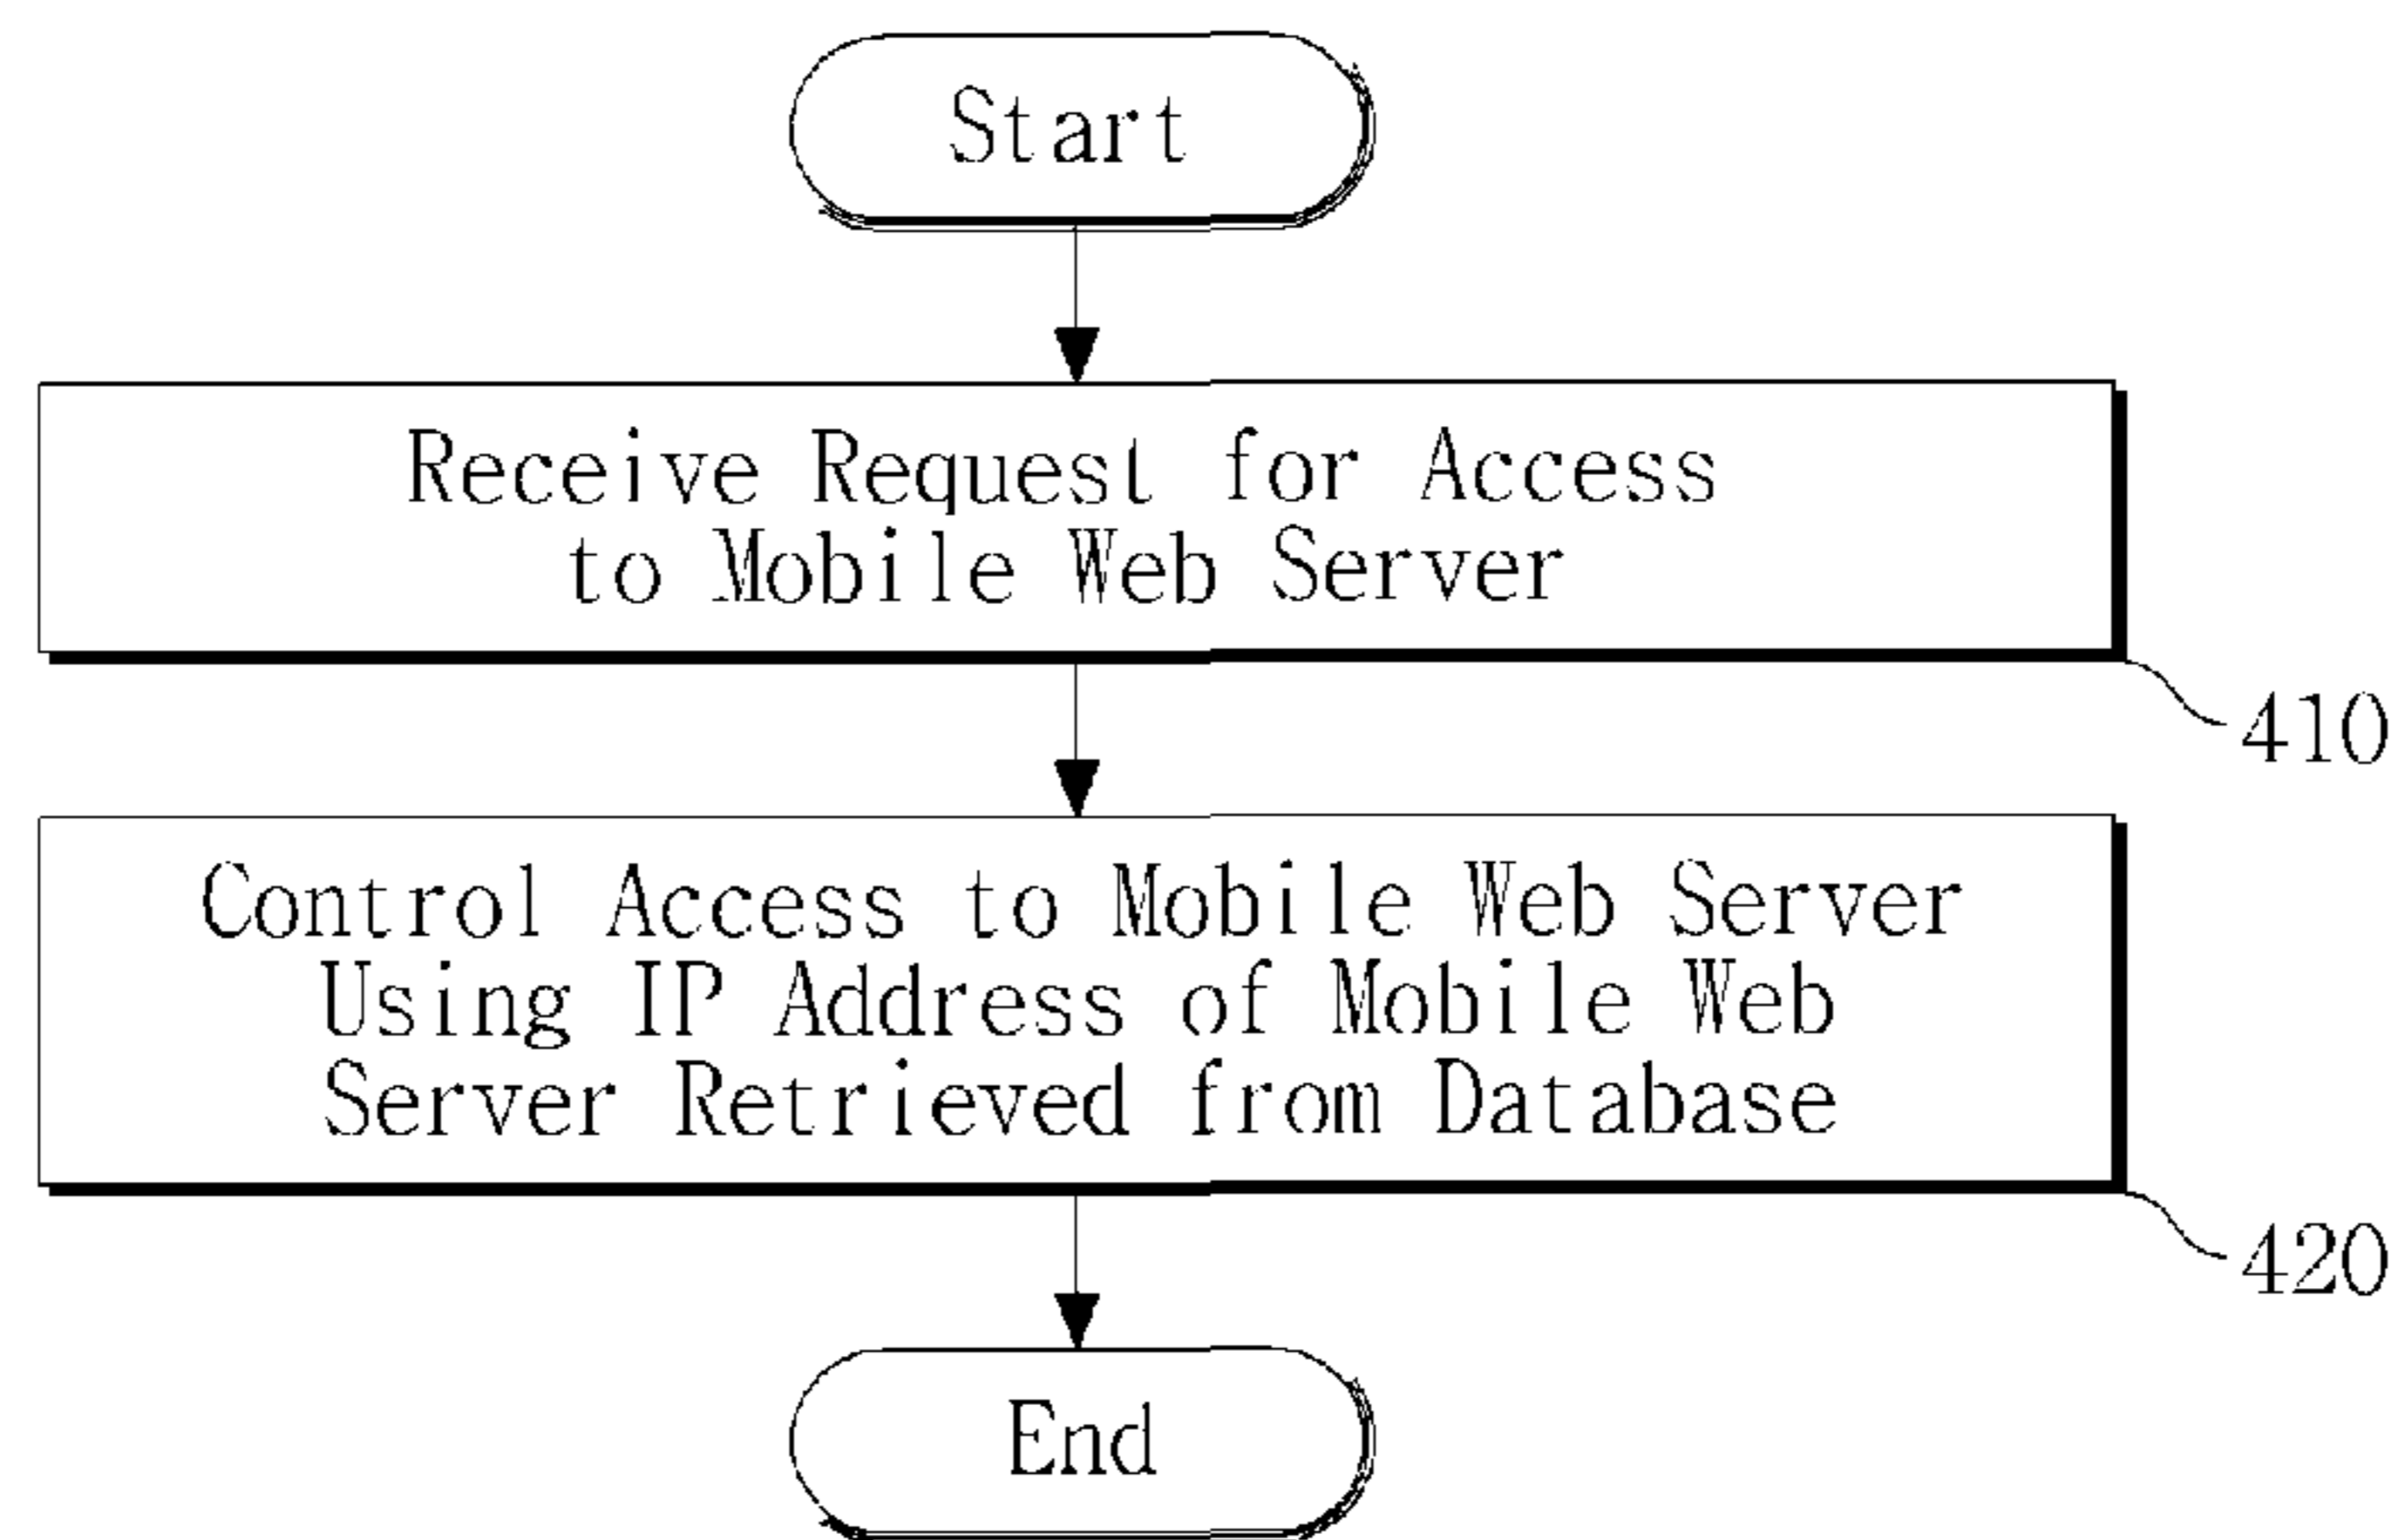 Start
Receive Request for Access
to Mobile Web Server
410
Control Access to Mobile Web Server
Using IP Address of Mobile Web
Server Retrieved from Database
420
End